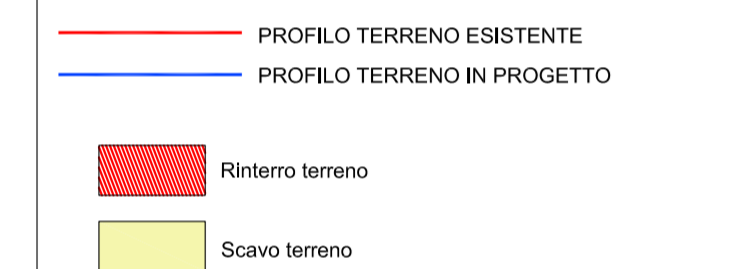 PROFILO TERRENO ESISTENTE
PROFILO TERRENO IN PROGETTO
Rinterro terreno
Scavo terreno